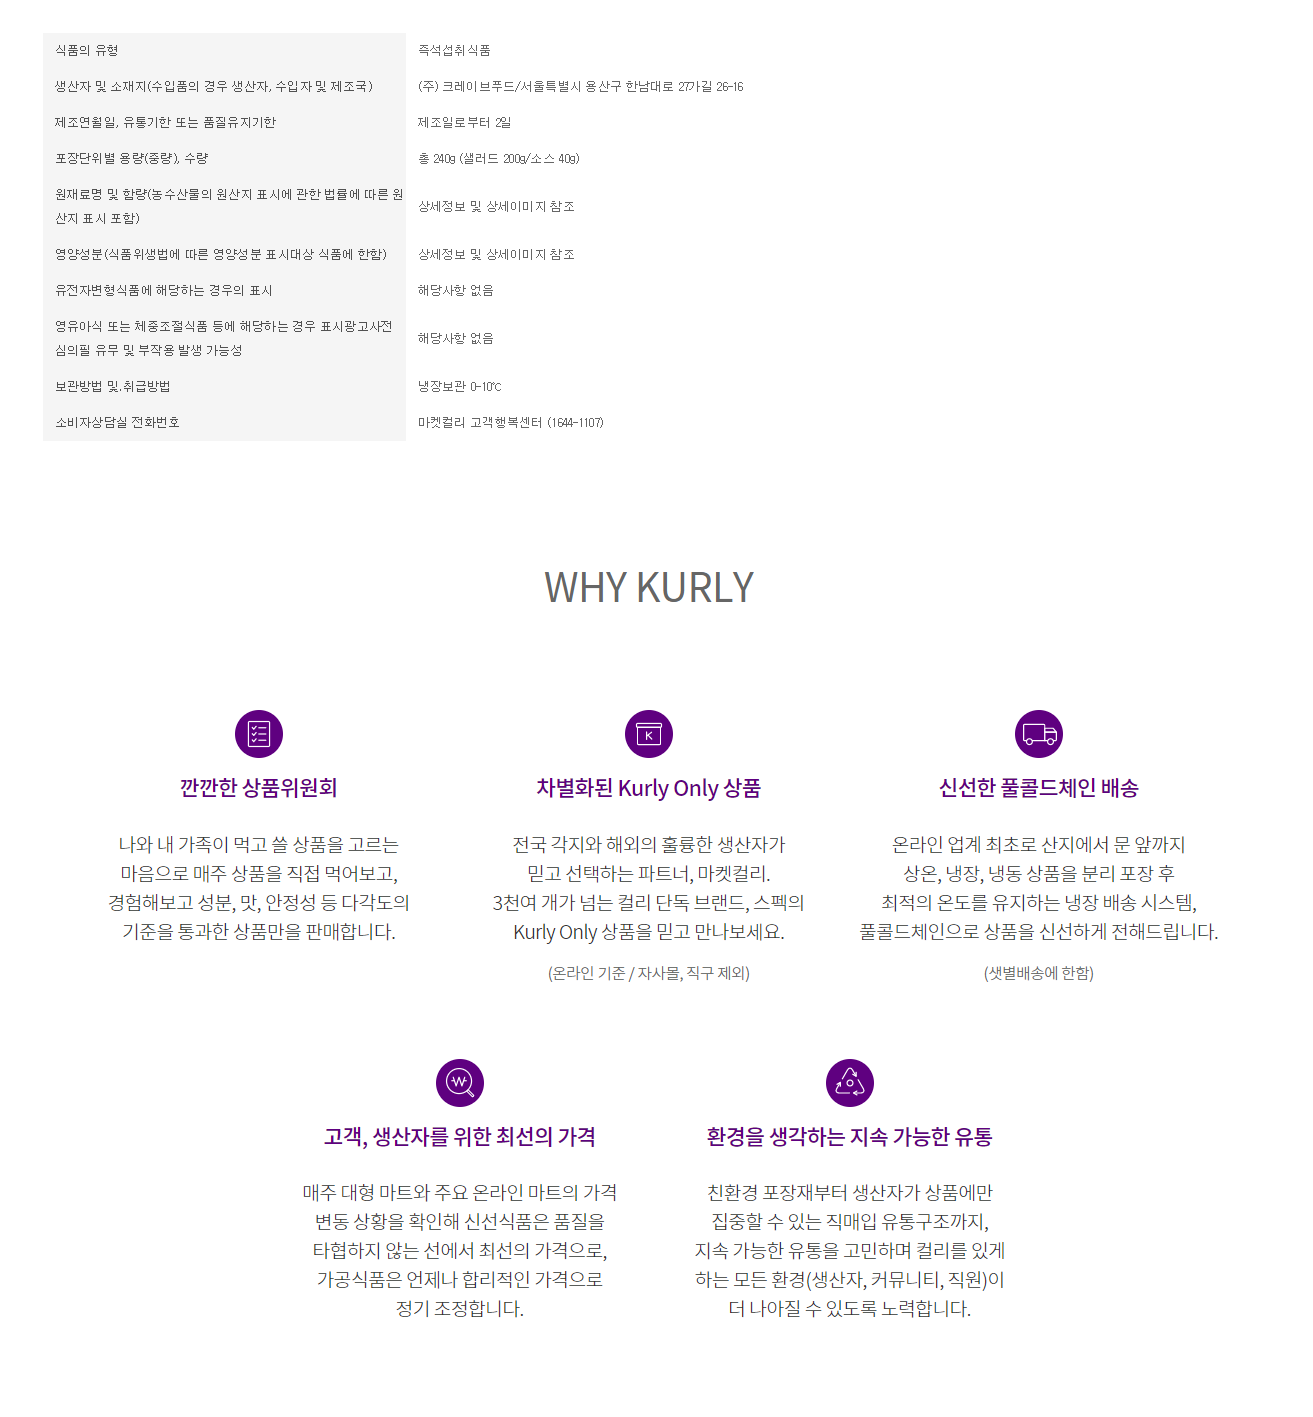 식품의 유형
즉석섭취식품
생산자 및 소재지(수입품의 경우 생산자, 수입자 및 제조국)
(주) 크레이브푸드/서울특별시 용산구 한남대로 27가길 26-16
제조연월일, 유통기한 또는 품질유지기한
제조일로부터 2일
포장단위별 용량(중량), 수량
총 240g (샐러드 200g/소스 40g)
원재료명 및 함량(농수산물의 원산지 표시에 관한 법률에 따른 원
산지 표시 포함)
상세정보 및 상세이미지 참조
영양성분(식품위생법에 따른 영양성분 표시대상 식품에 한함)
상세정보 및 상세이미지 참조
유전자변형식품에 해당하는 경우의 표시
해당사항 없음
영유아식 또는 체중조절식품 등에 해당하는 경우 표시광고사전
심의필 유무 및 부작용 발생 가능성
해당사항 없음
보관방법 및.취급방법
냉장보관 0-10℃
소비자상담실 전화번호
마켓컬리 고객행복센터 (1644-1107)
WHY KURLY
깐깐한 상품위원회
나와 내 가족이 먹고 쓸 상품을 고르는
마음으로 매주 상품을 직접 먹어보고,
경험해보고 성분, 맛, 안정성 등 다각도의
기준을 통과한 상품만을 판매합니다.
차별화된 Kurly Only 상품
전국 각지와 해외의 훌륭한 생산자가
믿고 선택하는 파트너, 마켓컬리.
3천여 개가 넘는 컬리 단독 브랜드, 스펙의
Kurly Only 상품을 믿고 만나보세요.
(온라인 기준 / 자사몰, 직구 제외)
신선한 풀콜드체인 배송
온라인 업계 최초로 산지에서 문 앞까지
상온, 냉장, 냉동 상품을 분리 포장 후
최적의 온도를 유지하는 냉장 배송 시스템,
풀콜드체인으로 상품을 신선하게 전해드립니다.
(샛별배송에 한함)
고객, 생산자를 위한 최선의 가격
매주 대형 마트와 주요 온라인 마트의 가격
변동 상황을 확인해 신선식품은 품질을
타협하지 않는 선에서 최선의 가격으로,
가공식품은 언제나 합리적인 가격으로
정기 조정합니다.
환경을 생각하는 지속 가능한 유통
친환경 포장재부터 생산자가 상품에만
집중할 수 있는 직매입 유통구조까지,
지속 가능한 유통을 고민하며 컬리를 있게
하는 모든 환경(생산자, 커뮤니티, 직원)이
더 나아질 수 있도록 노력합니다.